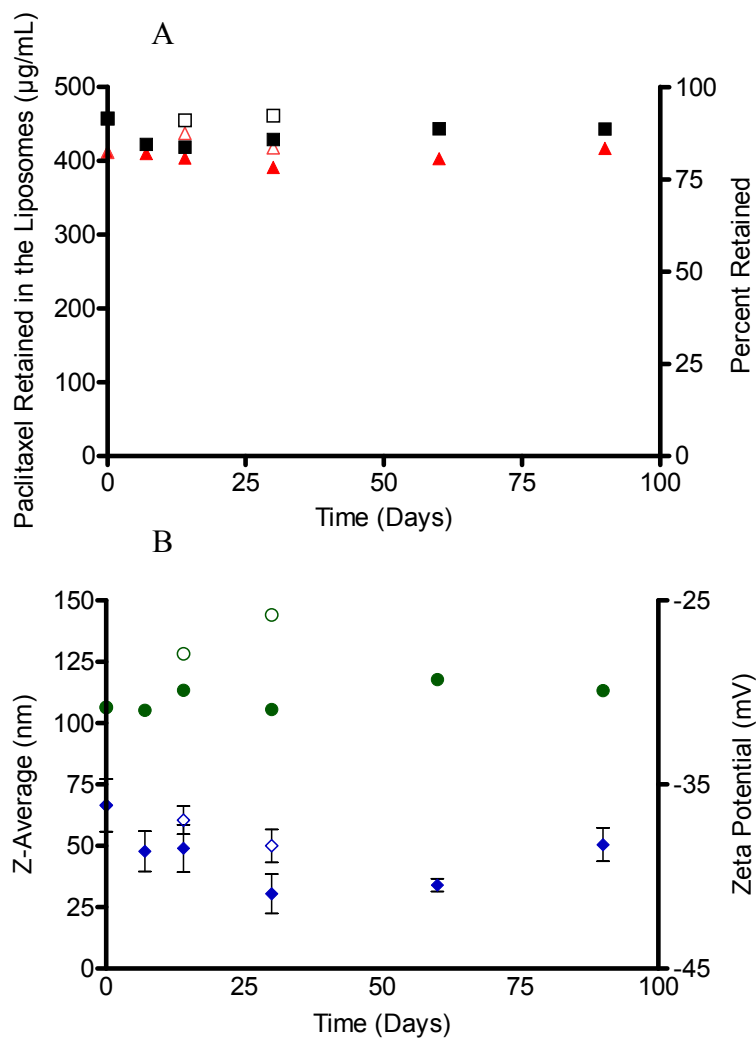 A
Paclitaxel Retained in the Liposomes (µg/mL)
500
400
300
200
100
0
100
75
50
25
0
Percent Retained
0 25 50 75 100
Time (Days)
B
Z-Average (nm)
150
125
100
75
50
25
0
-25
-35
-45
Zeta Potential (mV)
0 25 50 75 100
Time (Days)